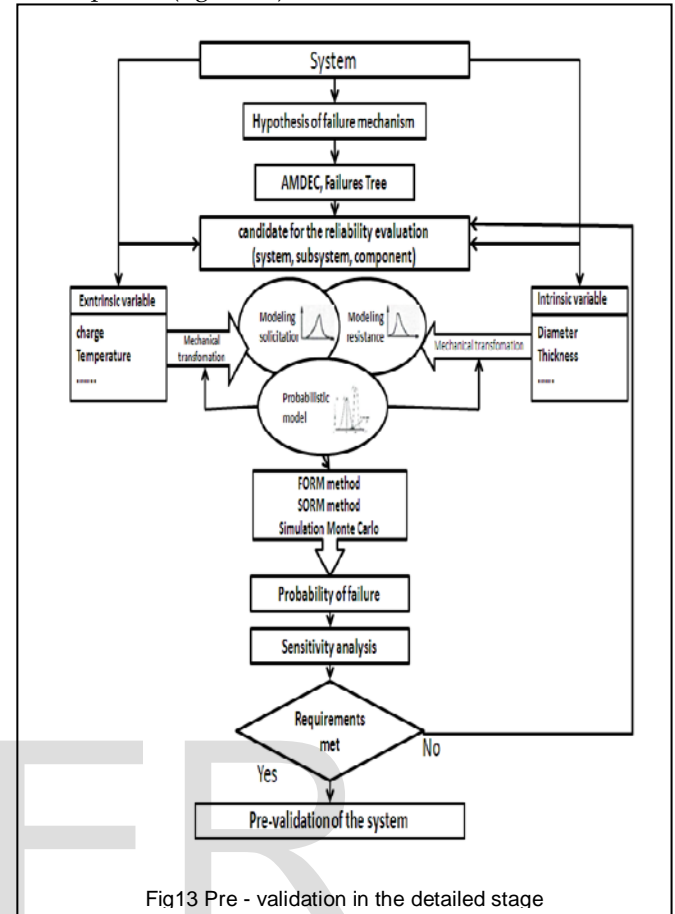 System
Hypothesis of failure mechanism
AMDEC, Failures Tree
candidate for the reliability evaluation
(system, subsystem, component)
Exntrinsic variable
charge
Temperature
.......
Mechanical
transfomation
Modeling
solicitation
Modeling
resistance
Mechanical transfomation
Intrinsic variable
Diameter
Thickness
......
Probabilistic
model
FORM method
SORM method
Simulation Monte Carlo
Probability of failure
Sensitivity analysis
Requirements
met
No
Yes
Pre-validation of the system
Fig13 Pre - validation in the detailed stage